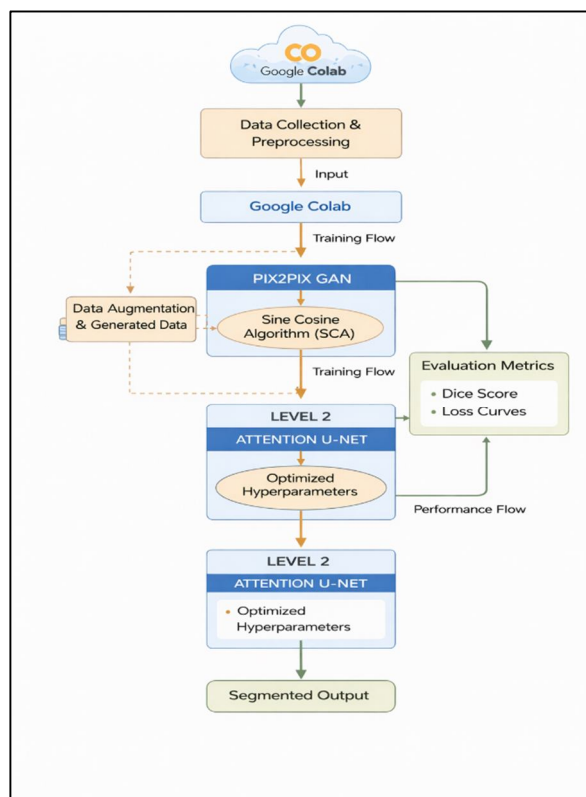 CO
Google Colab
Data Collection &
Preprocessing
Input
Google Colab
Training Flow
PIX2PIX GAN
Data Augmentation
& Generated Data
Sine Cosine
Algorithm (SCA)
Training Flow
Evaluation Metrics
• Dice Score
• Loss Curves
LEVEL 2
ATTENTION U-NET
Optimized
Hyperparameters
Performance Flow
LEVEL 2
ATTENTION U-NET
• Optimized
Hyperparameters
Segmented Output